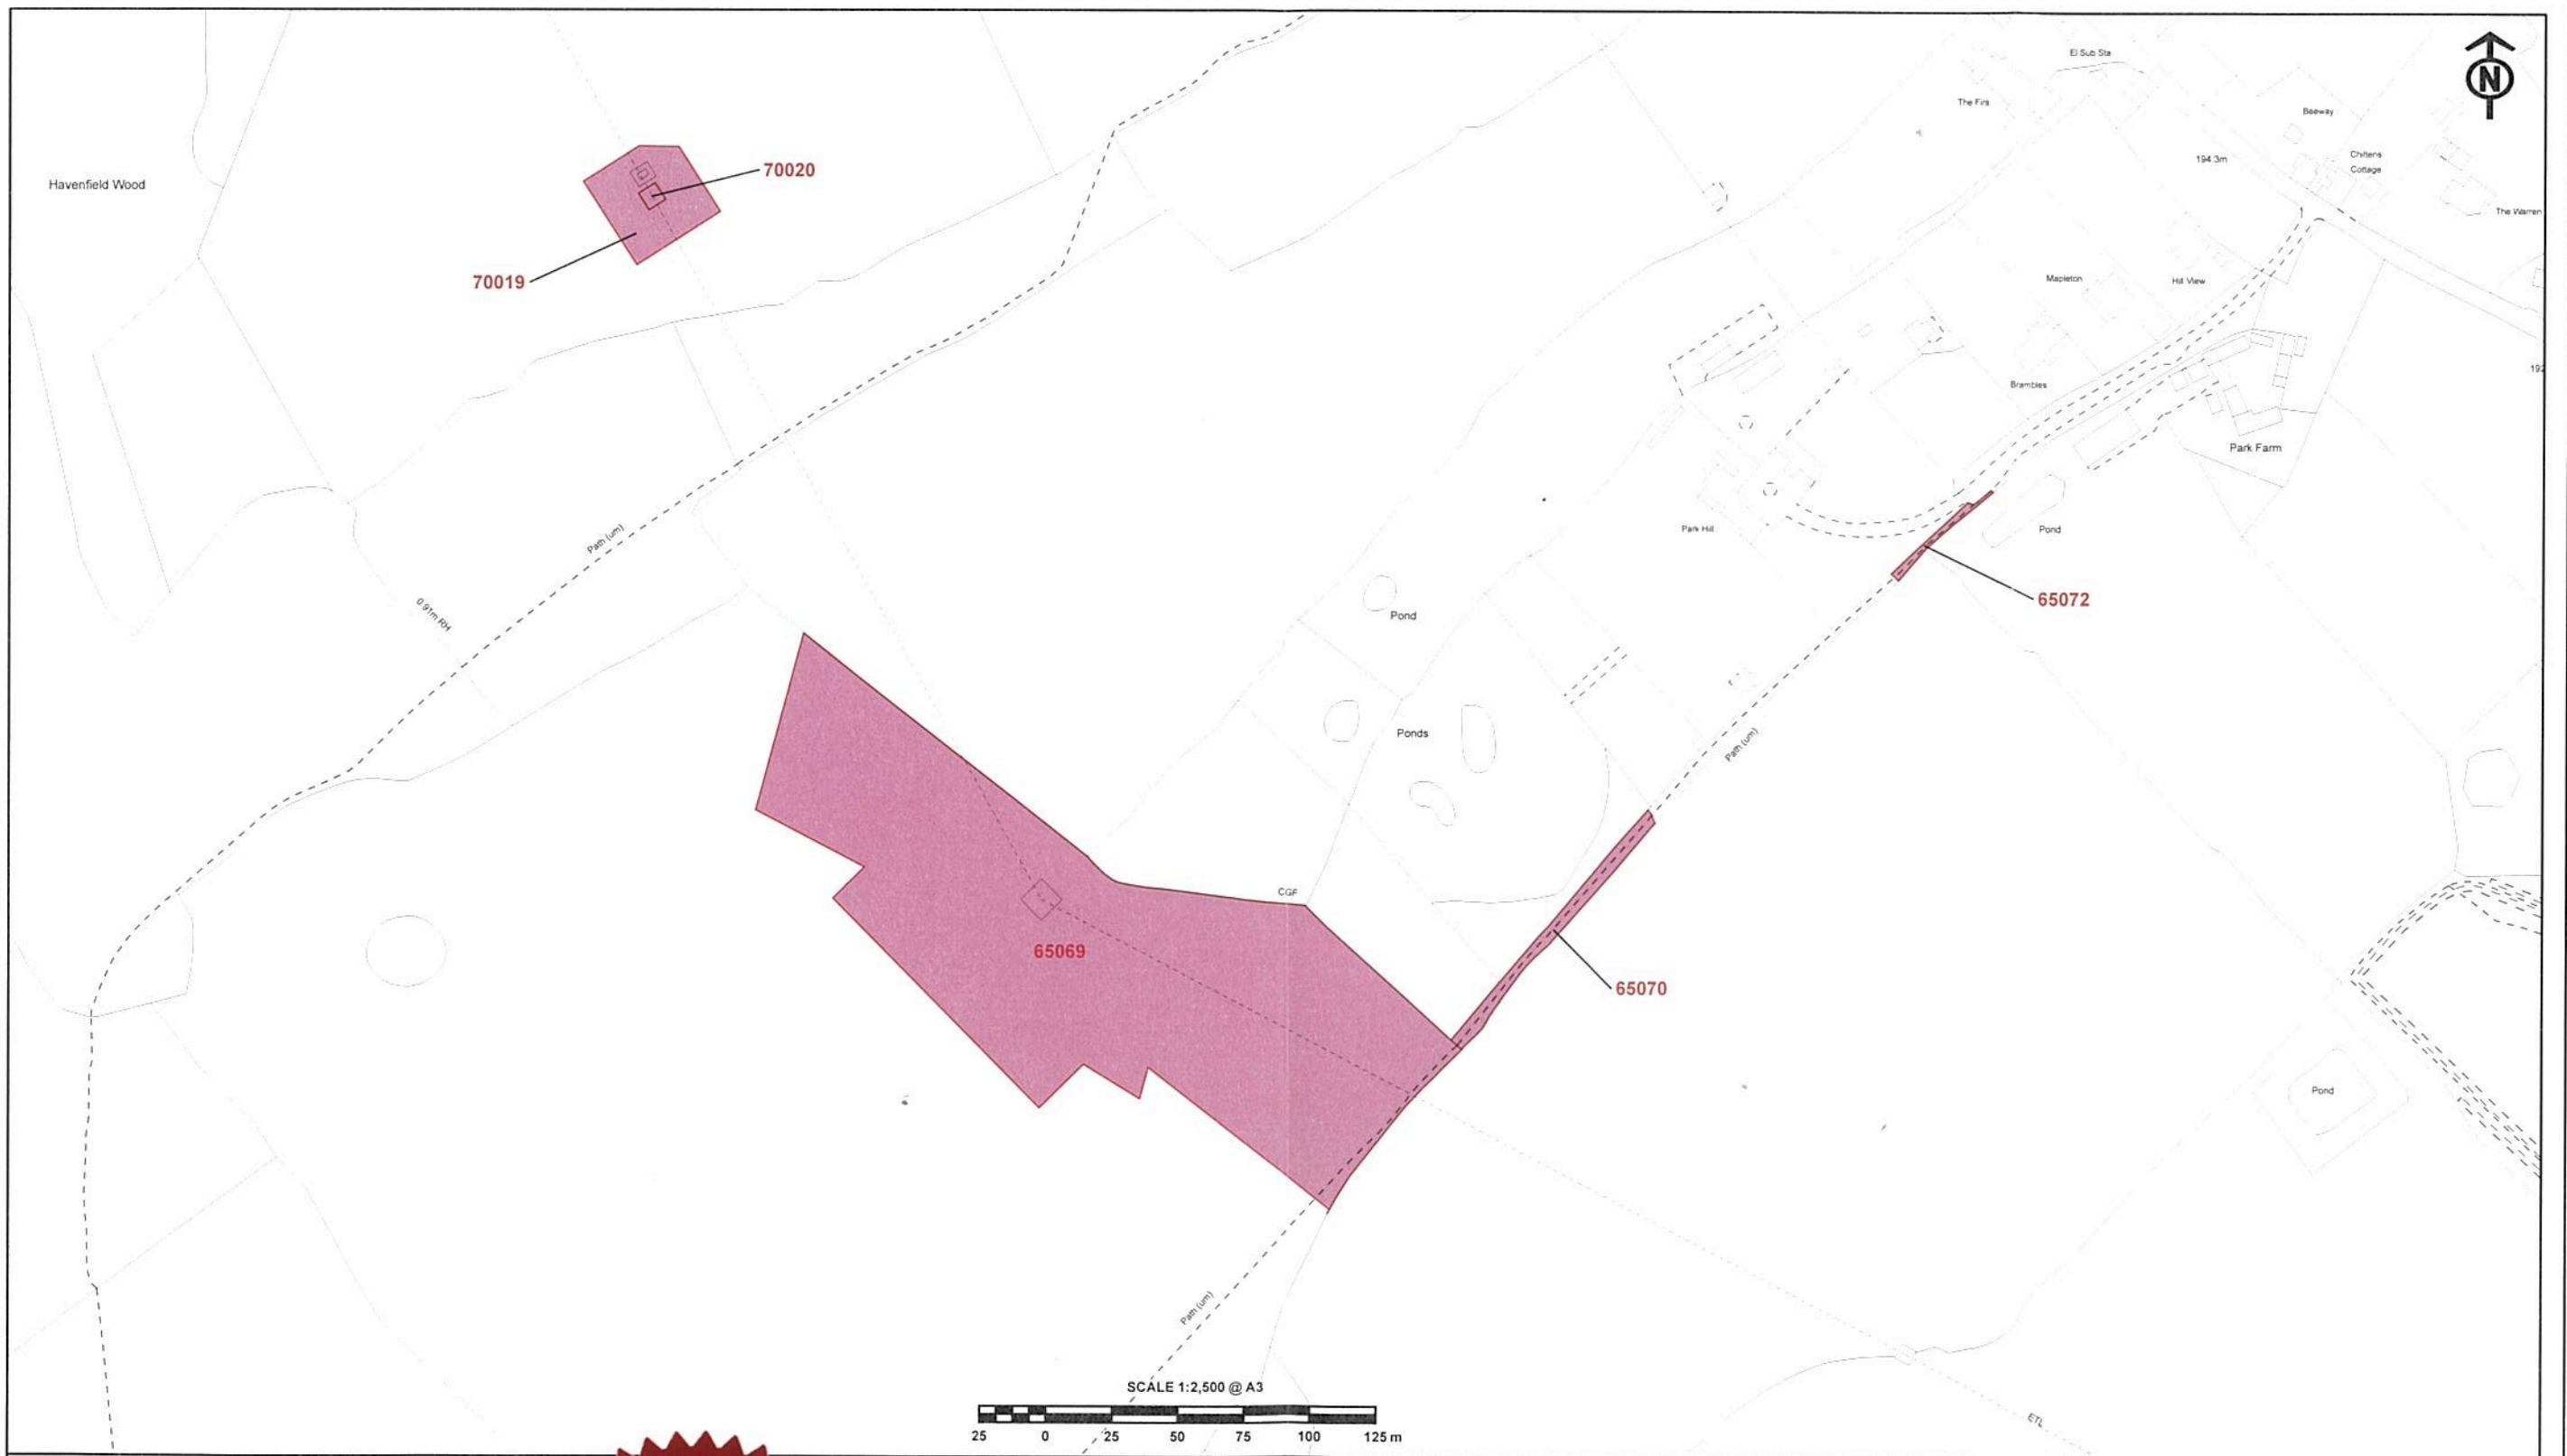 N
El Sub Sta
The Firs
Beeway
194.3m
Chiltens
Cottage
Havenfield Wood
70020
The Warren
70019
Mapleton
Hill View
192
Brambles
Park Farm
Path (um)
Park Hill
Pond
0.91m RH
65072
Pond
Ponds
Path (um)
CGF
65069
65070
Pond
Path (um)
SCALE 1:2,500 @ A3
25 0 25 50 75 100 125 m
ETL